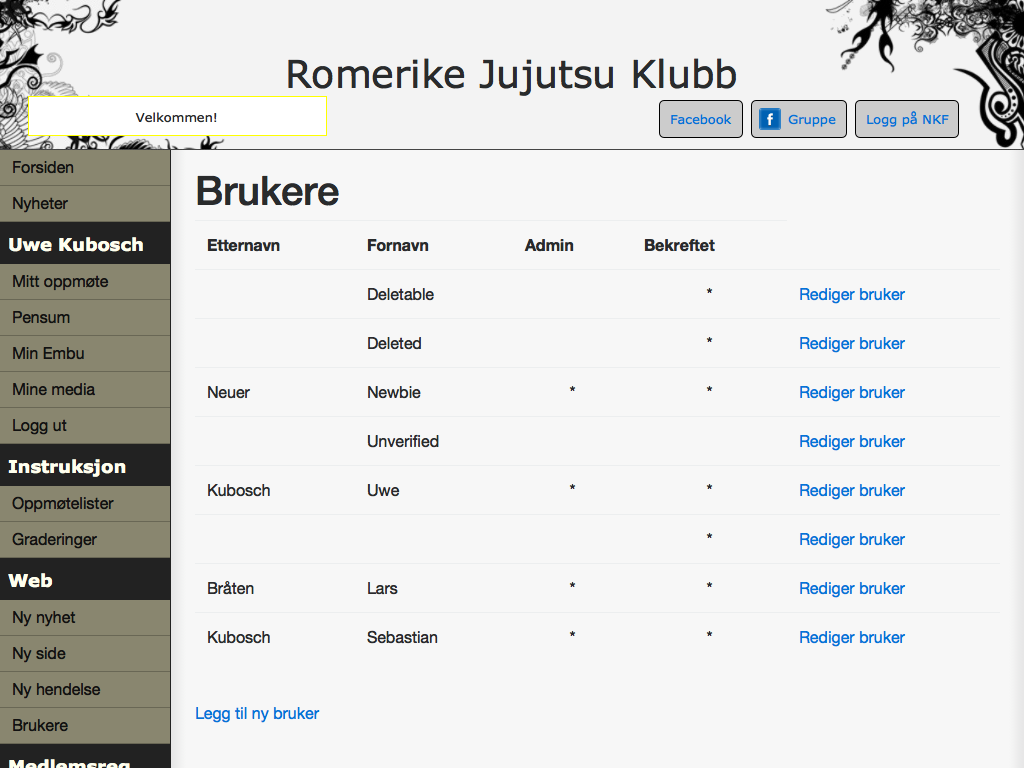 Romerike Jujutsu Klubb
Velkommen!
Facebook
Gruppe
Logg på NKF
Forsiden
Nyheter
Uwe Kubosch
Mitt oppmøte
Pensum
Min Embu
Mine media
Logg ut
Instruksjon
Oppmøtelister
Graderinger
Web
Ny nyhet
Ny side
Ny hendelse
Brukere
Medlemsreg
Brukere
Etternavn Fornavn Admin Bekreftet
Deletable * Rediger bruker
Deleted * Rediger bruker
Neuer Newbie * * Rediger bruker
Unverified Rediger bruker
Kubosch Uwe * * Rediger bruker
* Rediger bruker
Bråten Lars * * Rediger bruker
Kubosch Sebastian * * Rediger bruker
Legg til ny bruker